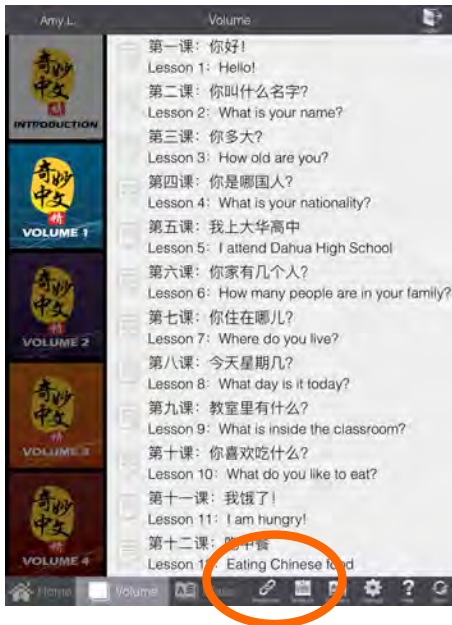 Amy.L.
Volume
奇妙
中文
INTRODUCTION
奇妙
中文
精
VOLUME 1
奇妙
中文
精
VOLUME 2
奇妙
中文
精
VOLUME 3
奇妙
中文
VOLUME 4
第一课：你好！
Lesson 1：Hello!
第二课：你叫什么名字?
Lesson 2：What is your name?
第三课：你多大?
Lesson 3：How old are you?
第四课：你是哪国人?
Lesson 4：What is your nationality?
第五课：我上大华高中
Lesson 5：I attend Dahua High School
第六课：你家有几个人?
Lesson 6：How many people are in your family?
第七课：你住在哪儿?
Lesson 7：Where do you live?
第八课：今天星期几?
Lesson 8：What day is it today?
第九课：教室里有什么?
Lesson 9：What is inside the classroom?
第十课：你喜欢吃什么?
Lesson 10：What do you like to eat?
第十一课：我饿了！
Lesson 11：I am hungry!
第十二课：吃中餐
Lesson 12：Eating Chinese food
Home
Volume